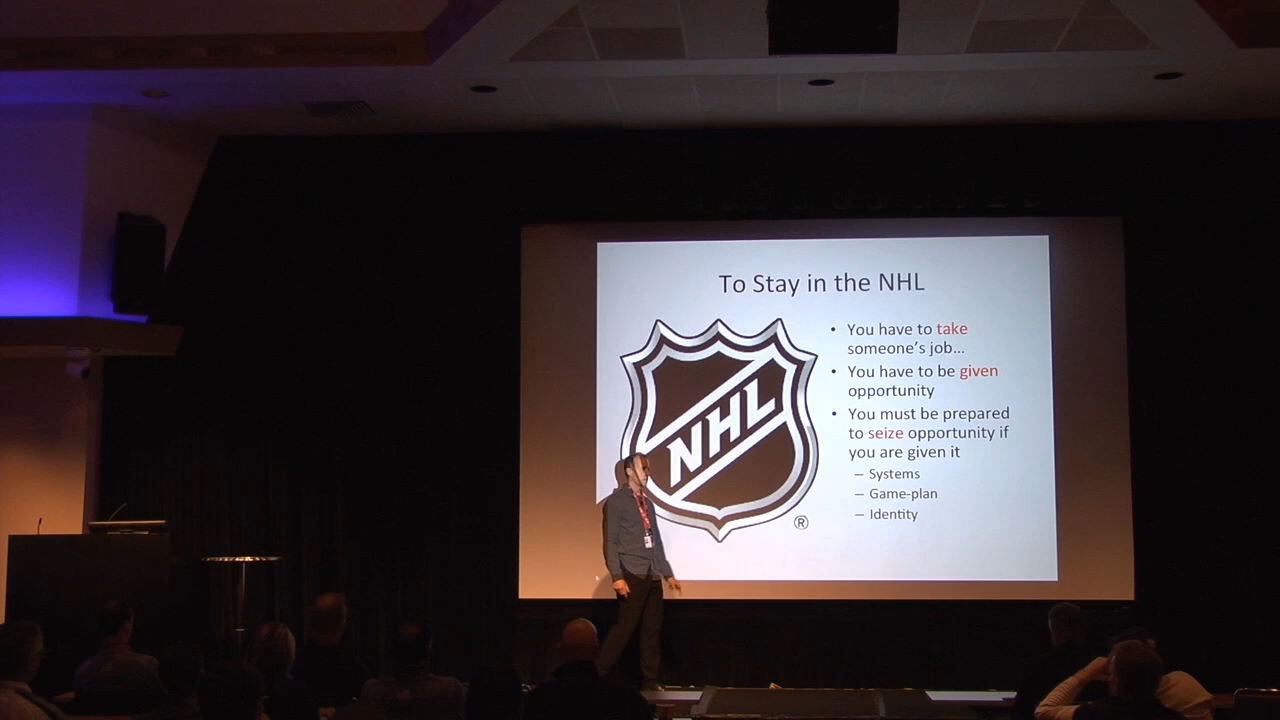 To Stay in the NHL
NHL
®
• You have to take
someone's job...
• You have to be given
opportunity
• You must be prepared
to seize opportunity if
you are given it
– Systems
– Game-plan
– Identity